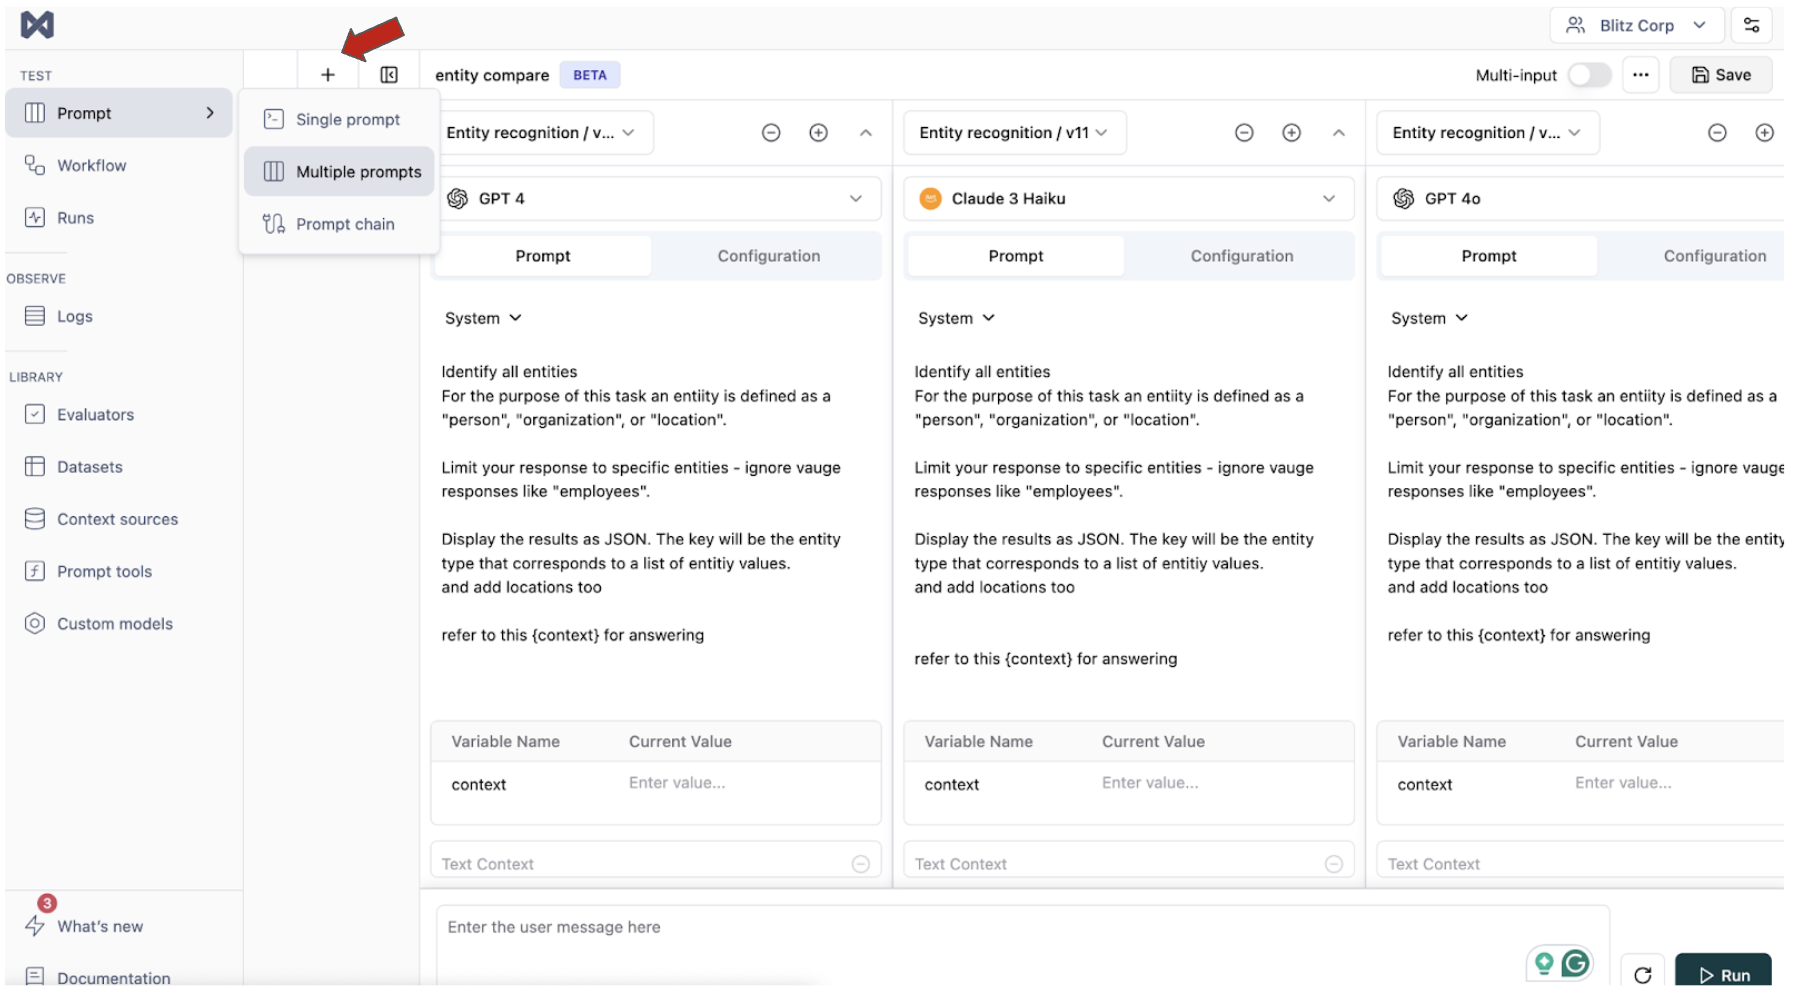 Blitz Corp
TEST
Prompt
Workflow
Runs
OBSERVE
Logs
LIBRARY
Evaluators
Datasets
Context sources
Prompt tools
Custom models
3
What's new
Documentation
Single prompt
Multiple prompts
Prompt chain
entity compare BETA
Multi-input
Save
Entity recognition / v...
GPT 4
Prompt Configuration
System
Identify all entities
For the purpose of this task an entiity is defined as a
"person", "organization", or "location".
Limit your response to specific entities - ignore vauge
responses like "employees".
Display the results as JSON. The key will be the entity
type that corresponds to a list of entitiy values.
and add locations too
refer to this {context} for answering
Variable Name Current Value
context Enter value...
Text Context
Entity recognition / v11
aws
Claude 3 Haiku
Prompt Configuration
System
Identify all entities
For the purpose of this task an entiity is defined as a
"person", "organization", or "location".
Limit your response to specific entities - ignore vauge
responses like "employees".
Display the results as JSON. The key will be the entity
type that corresponds to a list of entitiy values.
and add locations too
refer to this {context} for answering
Variable Name Current Value
context Enter value...
Text Context
Entity recognition / v...
GPT 4o
Prompt Configuration
System
Identify all entities
For the purpose of this task an entiity is defined as a
"person", "organization", or "location".
Limit your response to specific entities - ignore vauge
responses like "employees".
Display the results as JSON. The key will be the entity
type that corresponds to a list of entitiy values.
and add locations too
refer to this {context} for answering
Variable Name Current Value
context Enter value...
Text Context
Enter the user message here
Run